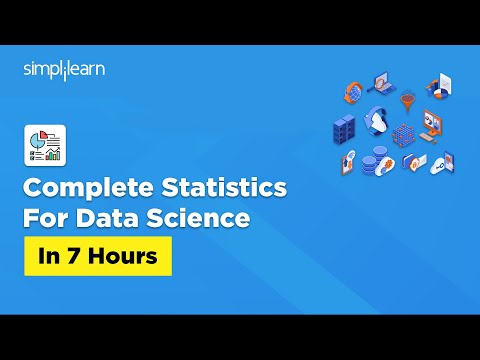 simplilearn
Complete Statistics
For Data Science
In 7 Hours